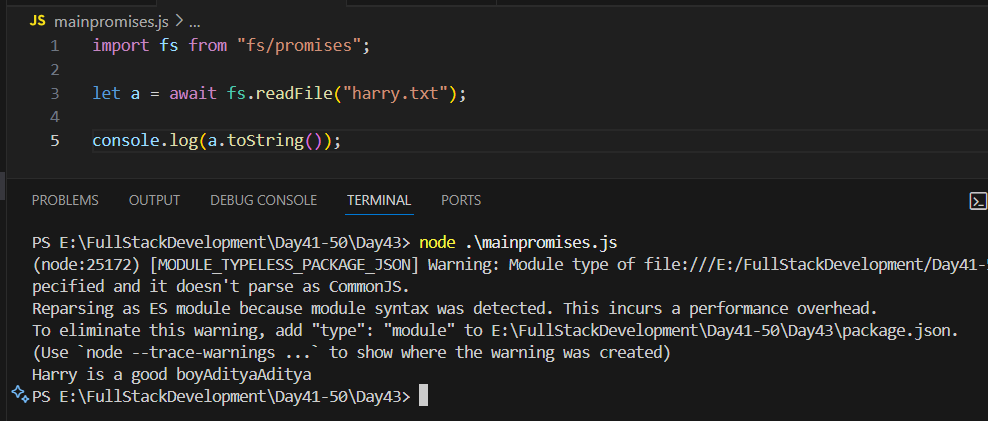 JS mainpromises.js > ...
1 import fs from "fs/promises";
2
3 let a = await fs.readFile("harry.txt");
4
5 console.log(a.toString());
PROBLEMS OUTPUT DEBUG CONSOLE TERMINAL PORTS
PS E:\FullStackDevelopment\Day41-50\Day43> node .\mainpromises.js
(node:25172) [MODULE_TYPELESS_PACKAGE_JSON] Warning: Module type of file:///E:/FullStackDevelopment/Day41-
pecified and it doesn't parse as CommonJS.
Reparsing as ES module because module syntax was detected. This incurs a performance overhead.
To eliminate this warning, add "type": "module" to E:\FullStackDevelopment\Day41-50\Day43\package.json.
(Use `node --trace-warnings ...` to show where the warning was created)
Harry is a good boyAdityaAditya
PS E:\FullStackDevelopment\Day41-50\Day43>